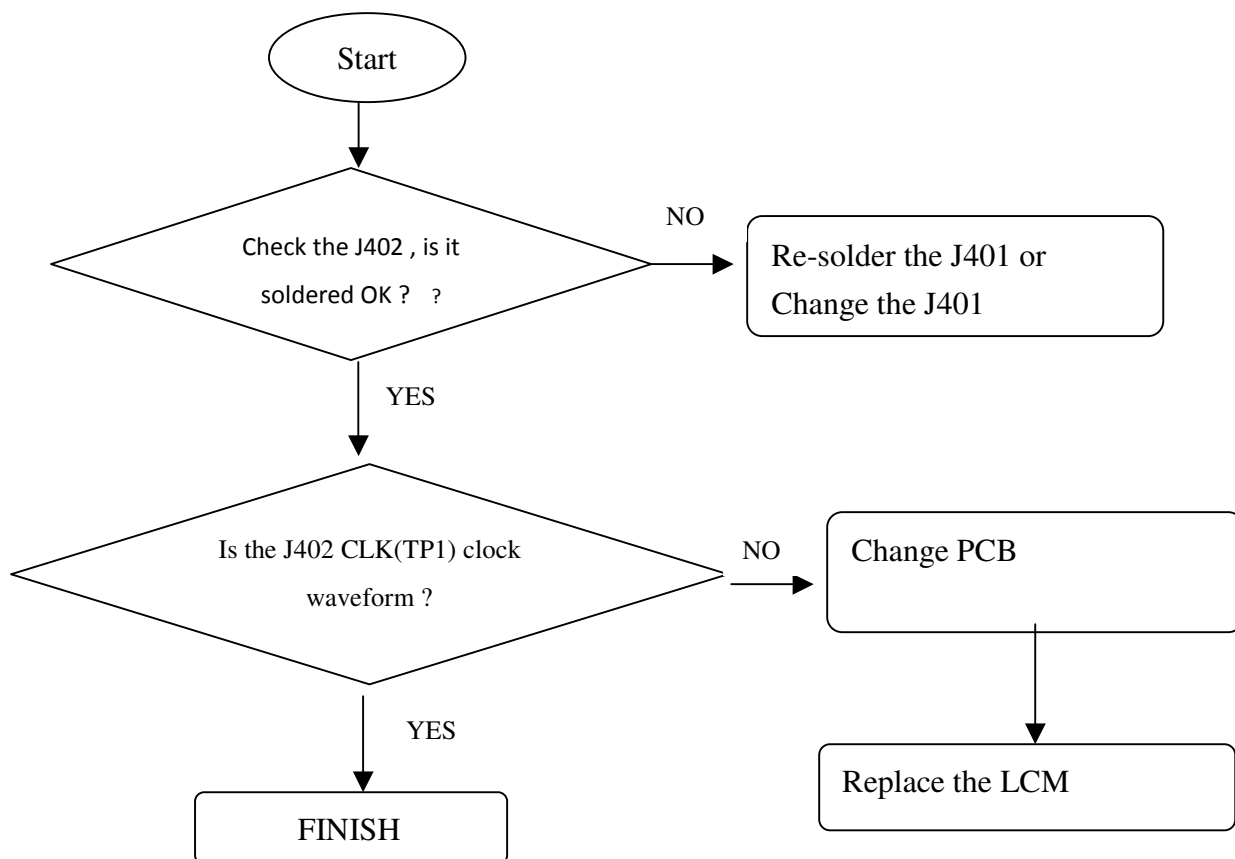 Start
Check the J402 , is it
soldered OK ? ?
NO
Re-solder the J401 or
Change the J401
YES
Is the J402 CLK(TP1) clock
waveform ?
NO
Change PCB
YES
Replace the LCM
FINISH